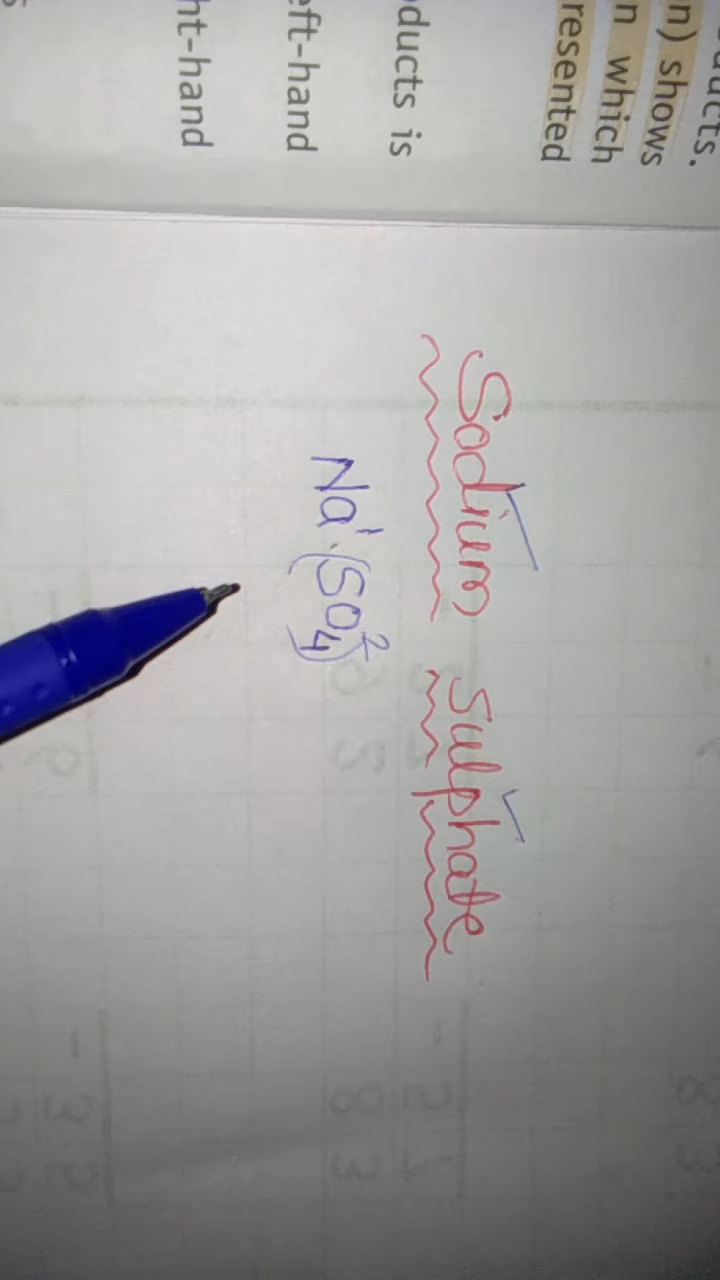 ducts.
n) shows
n which
resented
ducts is
eft-hand
ht-hand
Sodium Sulphate
Na¹ (SO₄)²